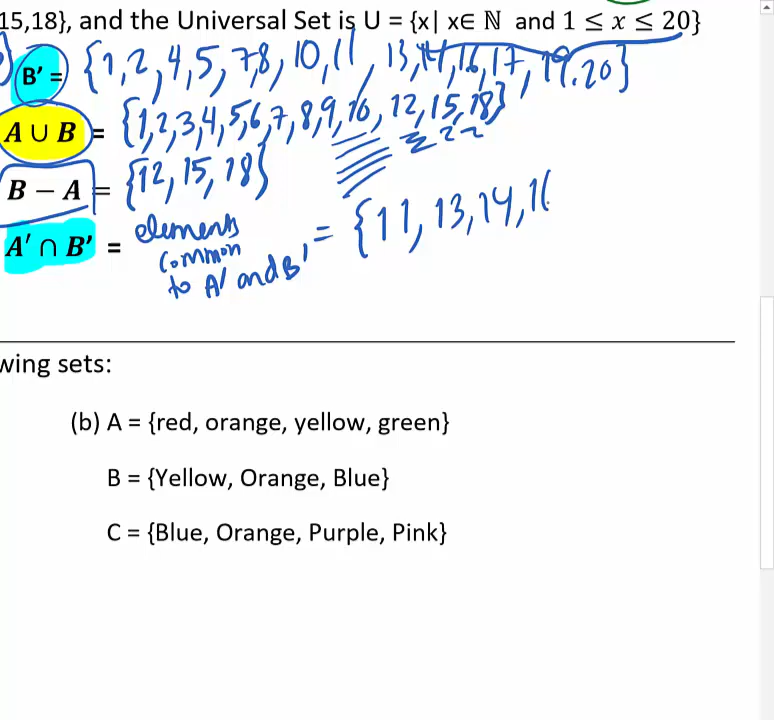 15,18}, and the Universal Set is U = {x| x∈ ℕ and 1 ≤ x ≤ 20}
B′ = {1,2,4,5,7,8,10,11,13,14,16,17,19.20}
A ∪ B = {1,2,3,4,5,6,7,8,9,10,12,15,18}
B − A = {12,15,18}
A′ ∩ B′ = elements common to A′ and B′ = {11,13,14,16
wing sets:
(b) A = {red, orange, yellow, green}
B = {Yellow, Orange, Blue}
C = {Blue, Orange, Purple, Pink}